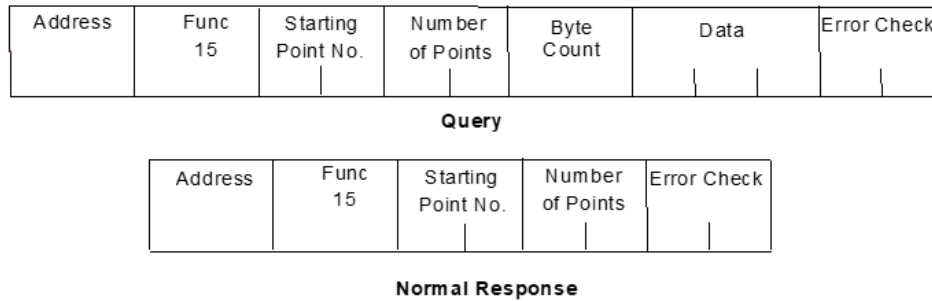 Address Func Starting Number Byte Data Error Check
15 Point No. of Points Count
Query
Address Func Starting Number Error Check
15 Point No. of Points
Normal Response